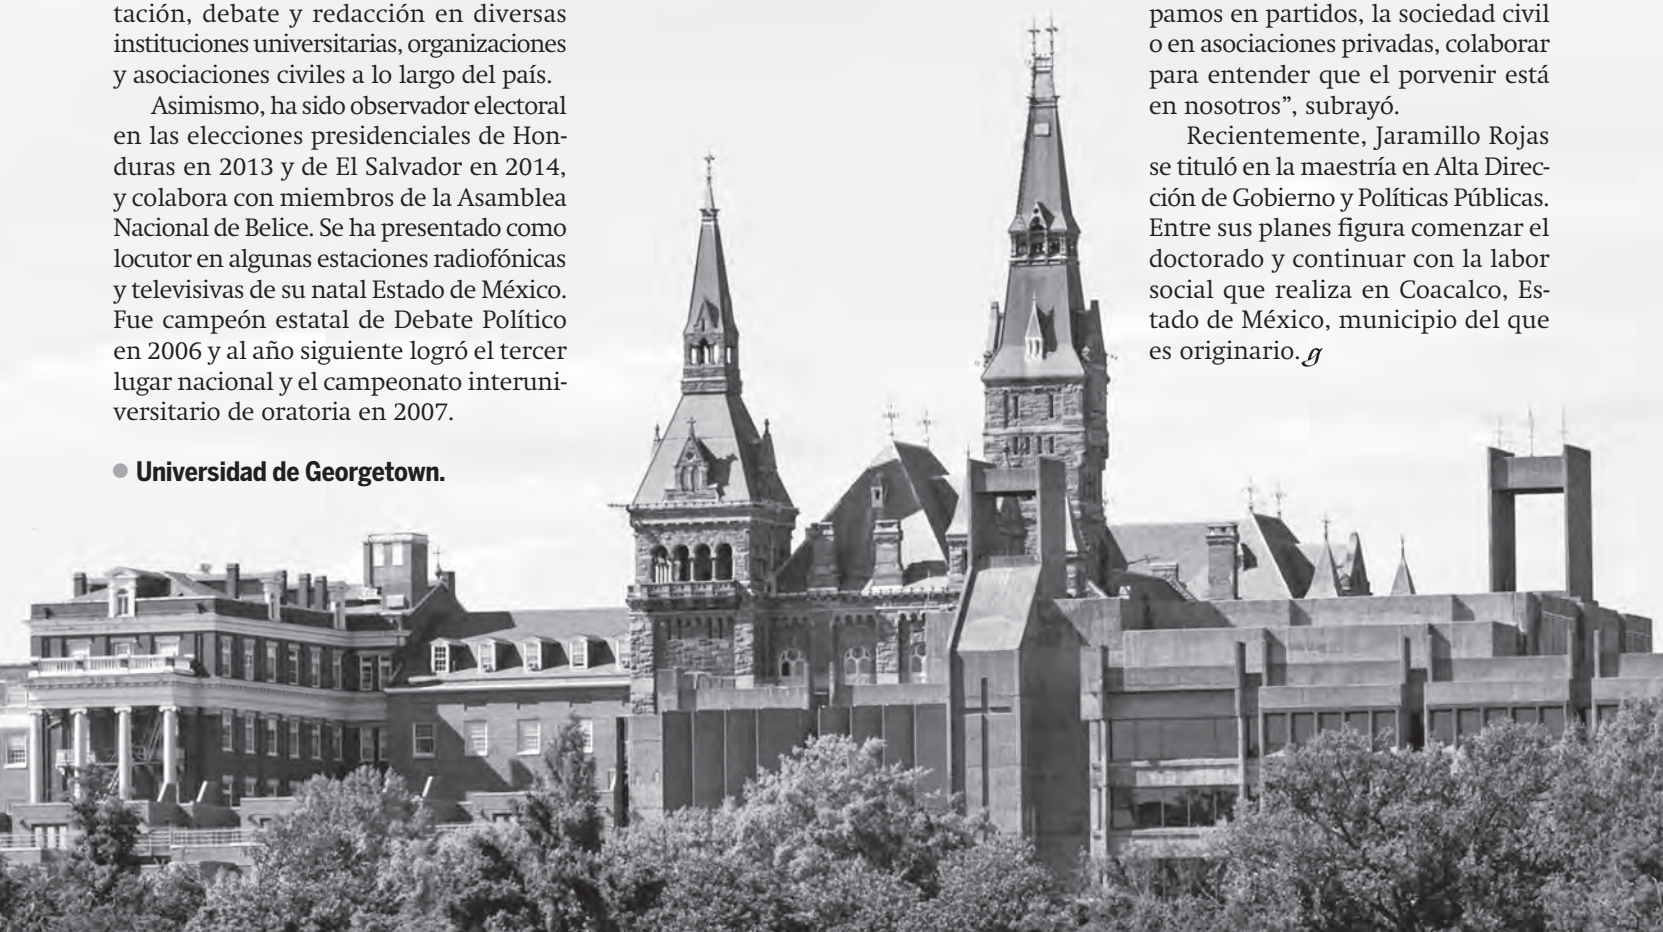 tación, debate y redacción en diversas
instituciones universitarias, organizaciones
y asociaciones civiles a lo largo del país.
Asimismo, ha sido observador electoral
en las elecciones presidenciales de Hon-
duras en 2013 y de El Salvador en 2014,
y colabora con miembros de la Asamblea
Nacional de Belice. Se ha presentado como
locutor en algunas estaciones radiofónicas
y televisivas de su natal Estado de México.
Fue campeón estatal de Debate Político
en 2006 y al año siguiente logró el tercer
lugar nacional y el campeonato interuni-
versitario de oratoria en 2007.
● Universidad de Georgetown.
pamos en partidos, la sociedad civil
o en asociaciones privadas, colaborar
para entender que el porvenir está
en nosotros”, subrayó.
Recientemente, Jaramillo Rojas
se tituló en la maestría en Alta Direc-
ción de Gobierno y Políticas Públicas.
Entre sus planes figura comenzar el
doctorado y continuar con la labor
social que realiza en Coacalco, Es-
tado de México, municipio del que
es originario. g